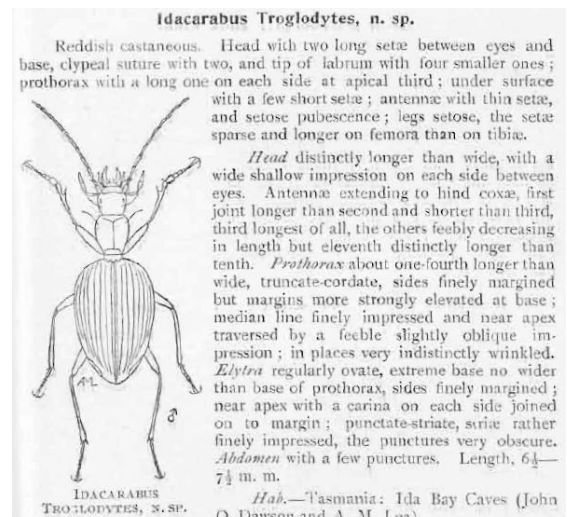 Idacarabus Troglodytes, n. sp.
Reddish castaneous. Head with two long setæ between eyes and
base, clypeal suture with two, and tip of labrum with four smaller ones ;
prothorax with a long one on each side at apical third ; under surface
with a few short setæ ; antennæ with thin setæ,
and setose pubescence ; legs setose, the setæ
sparse and longer on femora than on tibiæ.
Head distinctly longer than wide, with a
wide shallow impression on each side between
eyes. Antennæ extending to hind coxæ, first
joint longer than second and shorter than third,
third longest of all, the others feebly decreasing
in length but eleventh distinctly longer than
tenth. Prothorax about one-fourth longer than
wide, truncate-cordate, sides finely margined
but margins more strongly elevated at base ;
median line finely impressed and near apex
traversed by a feeble slightly oblique im-
pression ; in places very indistinctly wrinkled.
Elytra regularly ovate, extreme base no wider
than base of prothorax, sides finely margined ;
near apex with a carina on each side joined
on to margin ; punctate-striate, striæ rather
finely impressed, the punctures very obscure.
Abdomen with a few punctures. Length, 6½—
7½ m. m.
Hab.—Tasmania: Ida Bay Caves (John
O. Dawson and A. M. Lea)
AML
♂
IDACARABUS
TROGLODYTES, N. SP.